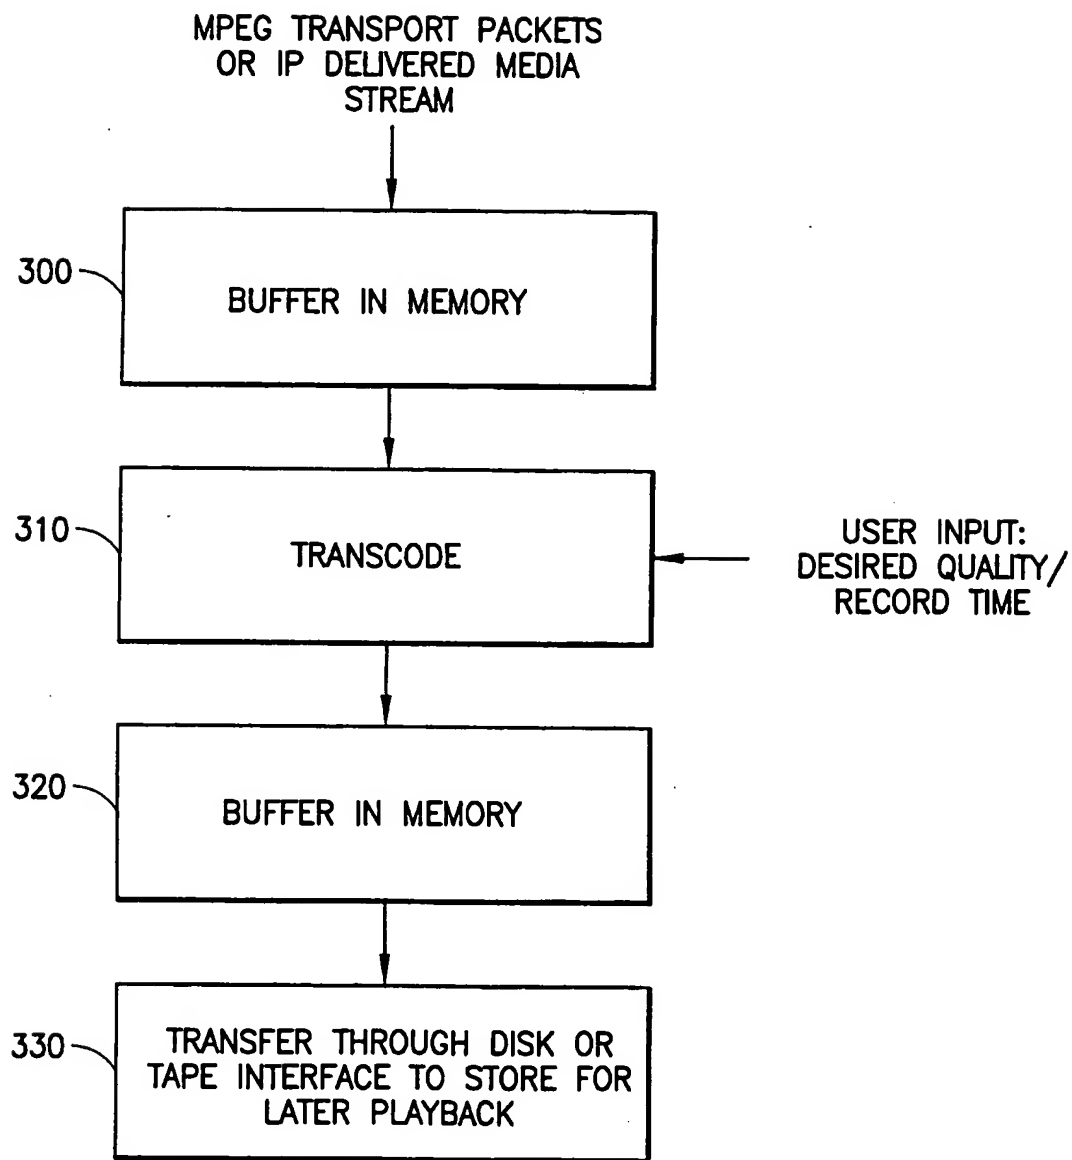 MPEG TRANSPORT PACKETS
OR IP DELIVERED MEDIA
STREAM
300
BUFFER IN MEMORY
310
TRANSCODE
USER INPUT:
DESIRED QUALITY/
RECORD TIME
320
BUFFER IN MEMORY
330
TRANSFER THROUGH DISK OR
TAPE INTERFACE TO STORE FOR
LATER PLAYBACK